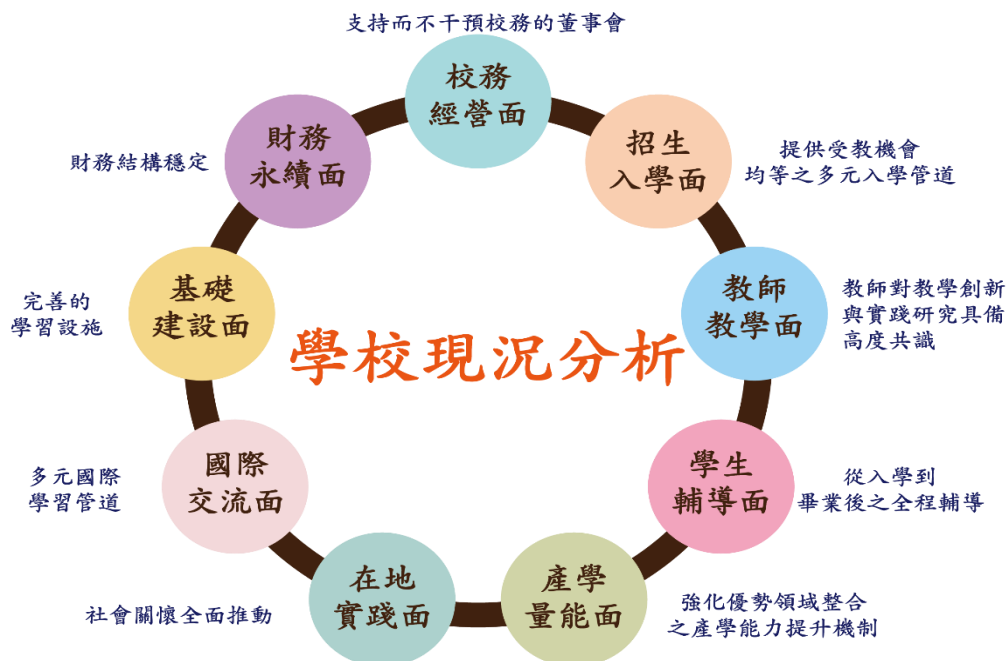 支持而不干預校務的董事會
校務
經營面
招生
入學面
提供受教機會
均等之多元入學管道
教師
教學面
教師對教學創新
與實踐研究具備
高度共識
學生
輔導面
從入學到
畢業後之全程輔導
產學
量能面
強化優勢領域整合
之產學能力提升機制
在地
實踐面
社會關懷全面推動
國際
交流面
多元國際
學習管道
基礎
建設面
完善的
學習設施
財務
永續面
財務結構穩定
學校現況分析